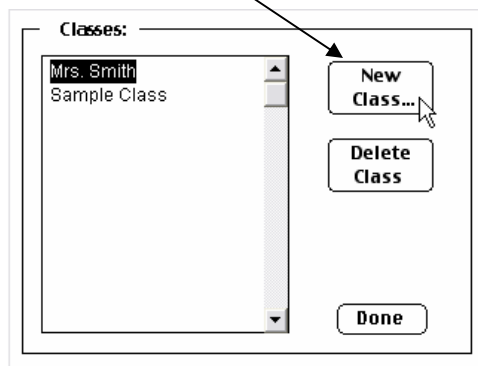 Classes:
Mrs. Smith
Sample Class
New
Class...
Delete
Class
Done